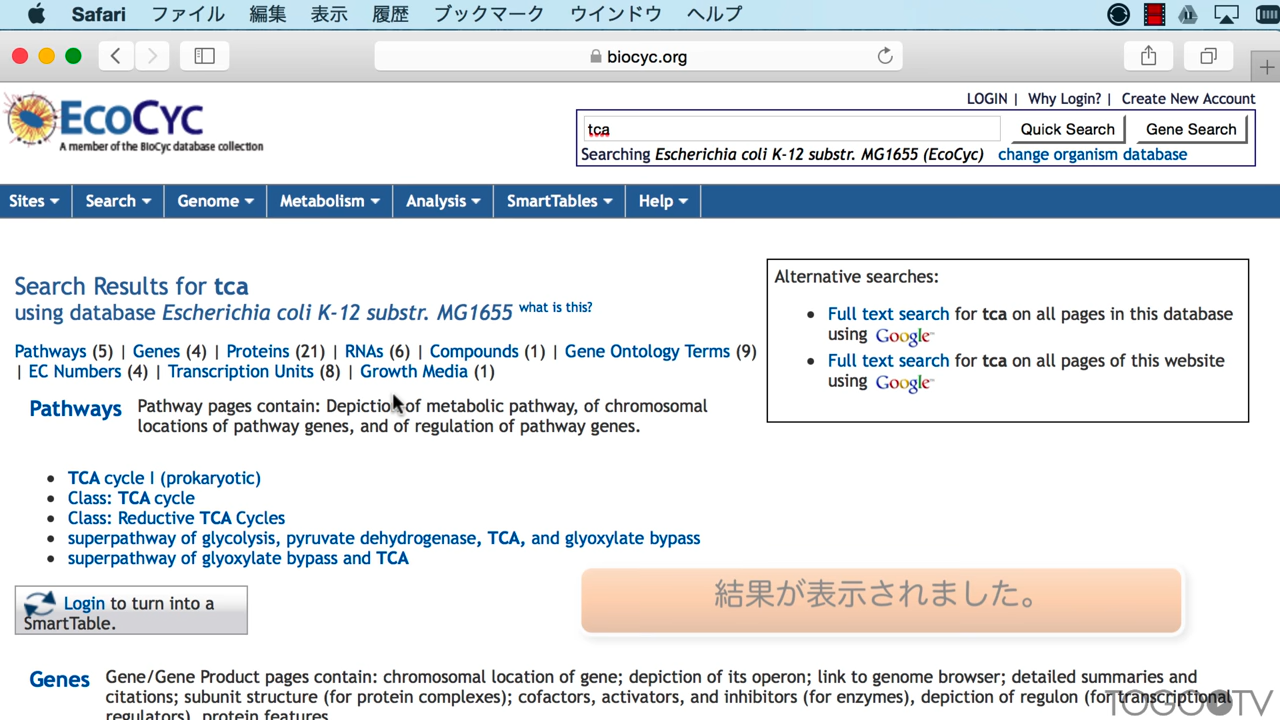 Safari ファイル 編集 表示 履歴 ブックマーク ウインドウ ヘルプ
biocyc.org
EcoCyc
A member of the BioCyc database collection
LOGIN | Why Login? | Create New Account
tca Quick Search Gene Search
Searching Escherichia coli K-12 substr. MG1655 (EcoCyc) change organism database
Sites Search Genome Metabolism Analysis SmartTables Help
Search Results for tca
using database Escherichia coli K-12 substr. MG1655 what is this?
Pathways (5) | Genes (4) | Proteins (21) | RNAs (6) | Compounds (1) | Gene Ontology Terms (9)
| EC Numbers (4) | Transcription Units (8) | Growth Media (1)
Alternative searches:
Full text search for tca on all pages in this database
using Google
Full text search for tca on all pages of this website
using Google
Pathways Pathway pages contain: Depiction of metabolic pathway, of chromosomal
locations of pathway genes, and of regulation of pathway genes.
TCA cycle I (prokaryotic)
Class: TCA cycle
Class: Reductive TCA Cycles
superpathway of glycolysis, pyruvate dehydrogenase, TCA, and glyoxylate bypass
superpathway of glyoxylate bypass and TCA
Login to turn into a
SmartTable.
結果が表示されました。
Genes Gene/Gene Product pages contain: chromosomal location of gene; depiction of its operon; link to genome browser; detailed summaries and
citations; subunit structure (for protein complexes); cofactors, activators, and inhibitors (for enzymes), depiction of regulon (for transcriptional
regulators), protein features
TOGOTV